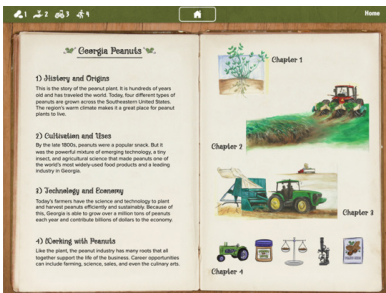 1 2 3 4
Home
Georgia Peanuts
1) History and Origins
This is the story of the peanut plant. It is hundreds of years
old and has traveled the world. Today, four different types of
peanuts are grown across the Southeastern United States.
The region's warm climate makes it a great place for peanut
plants to live.
2) Cultivation and Uses
By the late 1800s, peanuts were a popular snack. But it
was the powerful mixture of emerging technology, a tiny
insect, and agricultural science that made peanuts one of
the world's most widely-used food products and a leading
industry in Georgia.
3) Technology and Economy
Today's farmers have the science and technology to plant
and harvest peanuts efficiently and sustainably. Because of
this, Georgia is able to grow over a million tons of peanuts
each year and contribute billions of dollars to the economy.
4) Working with Peanuts
Like the plant, the peanut industry has many roots that all
together support the life of the business. Career opportunities
can include farming, science, sales, and even the culinary arts.
Chapter 1
Chapter 2
Chapter 3
Chapter 4